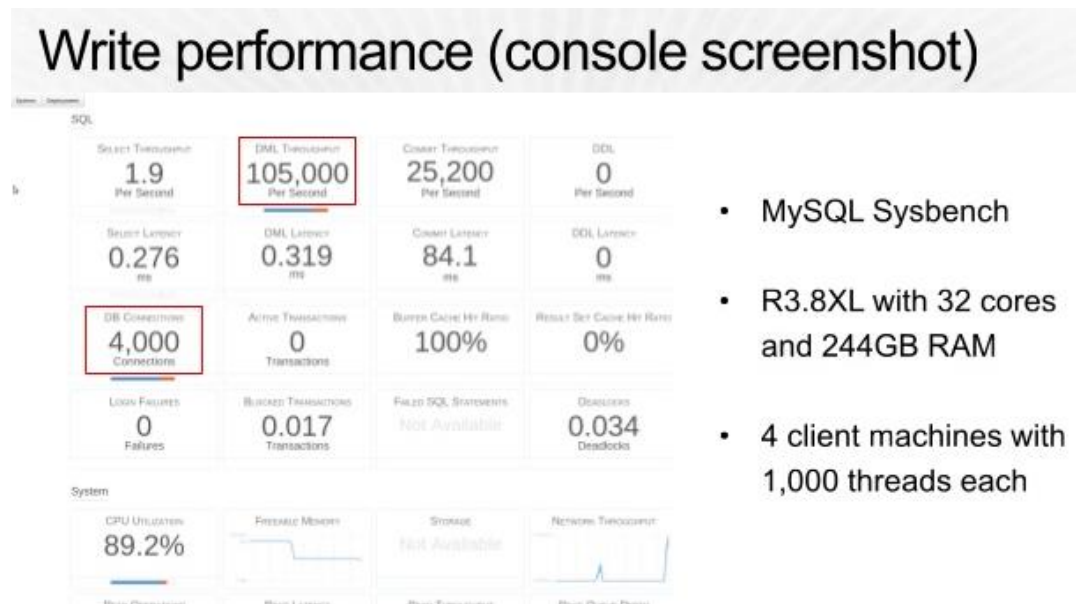 Write performance (console screenshot)
System Deployment
SQL
SELECT THROUGHPUT
1.9
Per Second
DML THROUGHPUT
105,000
Per Second
COMMIT THROUGHPUT
25,200
Per Second
DDL
0
Per Second
SELECT LATENCY
0.276
ms
DML LATENCY
0.319
ms
COMMIT LATENCY
84.1
ms
DDL LATENCY
0
ms
DB CONNECTIONS
4,000
Connections
ACTIVE TRANSACTIONS
0
Transactions
BUFFER CACHE HIT RATIO
100%
RESULT SET CACHE HIT RATIO
0%
LOGIN FAILURES
0
Failures
BLOCKED TRANSACTIONS
0.017
Transactions
FAILED SQL STATEMENTS
Not Available
DEADLOCKS
0.034
Deadlocks
System
CPU UTILIZATION
89.2%
FREEABLE MEMORY
STORAGE
Not Available
NETWORK THROUGHPUT
• MySQL Sysbench
• R3.8XL with 32 cores
and 244GB RAM
• 4 client machines with
1,000 threads each